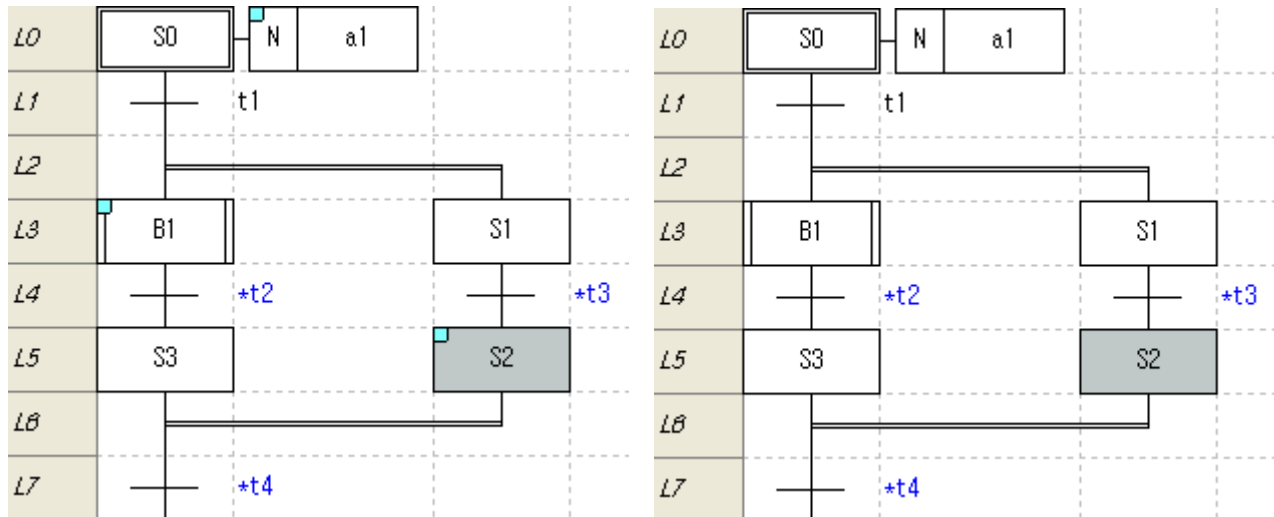 L0 S0 N a1
L1 t1
L2
L3 B1 S1
L4 *t2 *t3
L5 S3 S2
L6
L7 *t4
L0 S0 N a1
L1 t1
L2
L3 B1 S1
L4 *t2 *t3
L5 S3 S2
L6
L7 *t4